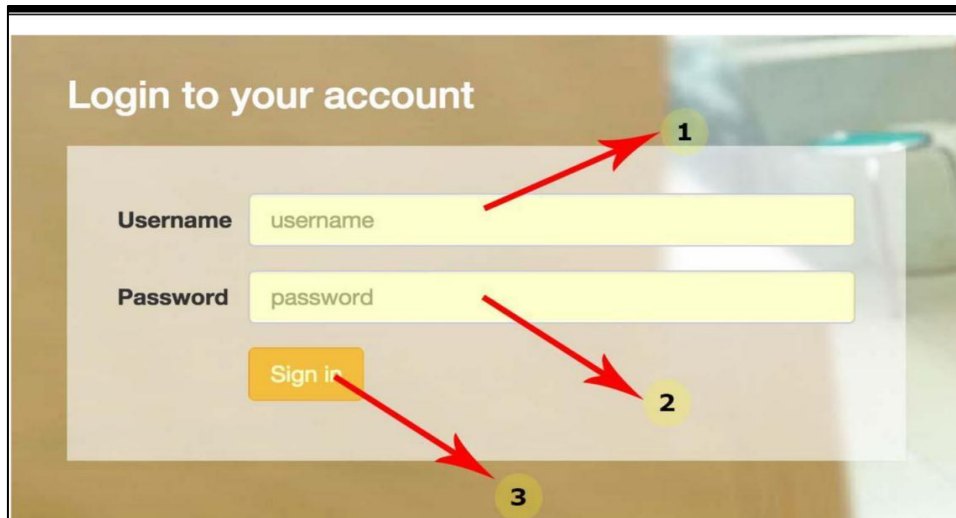 Login to your account
1
Username username
Password password
2
Sign in
3